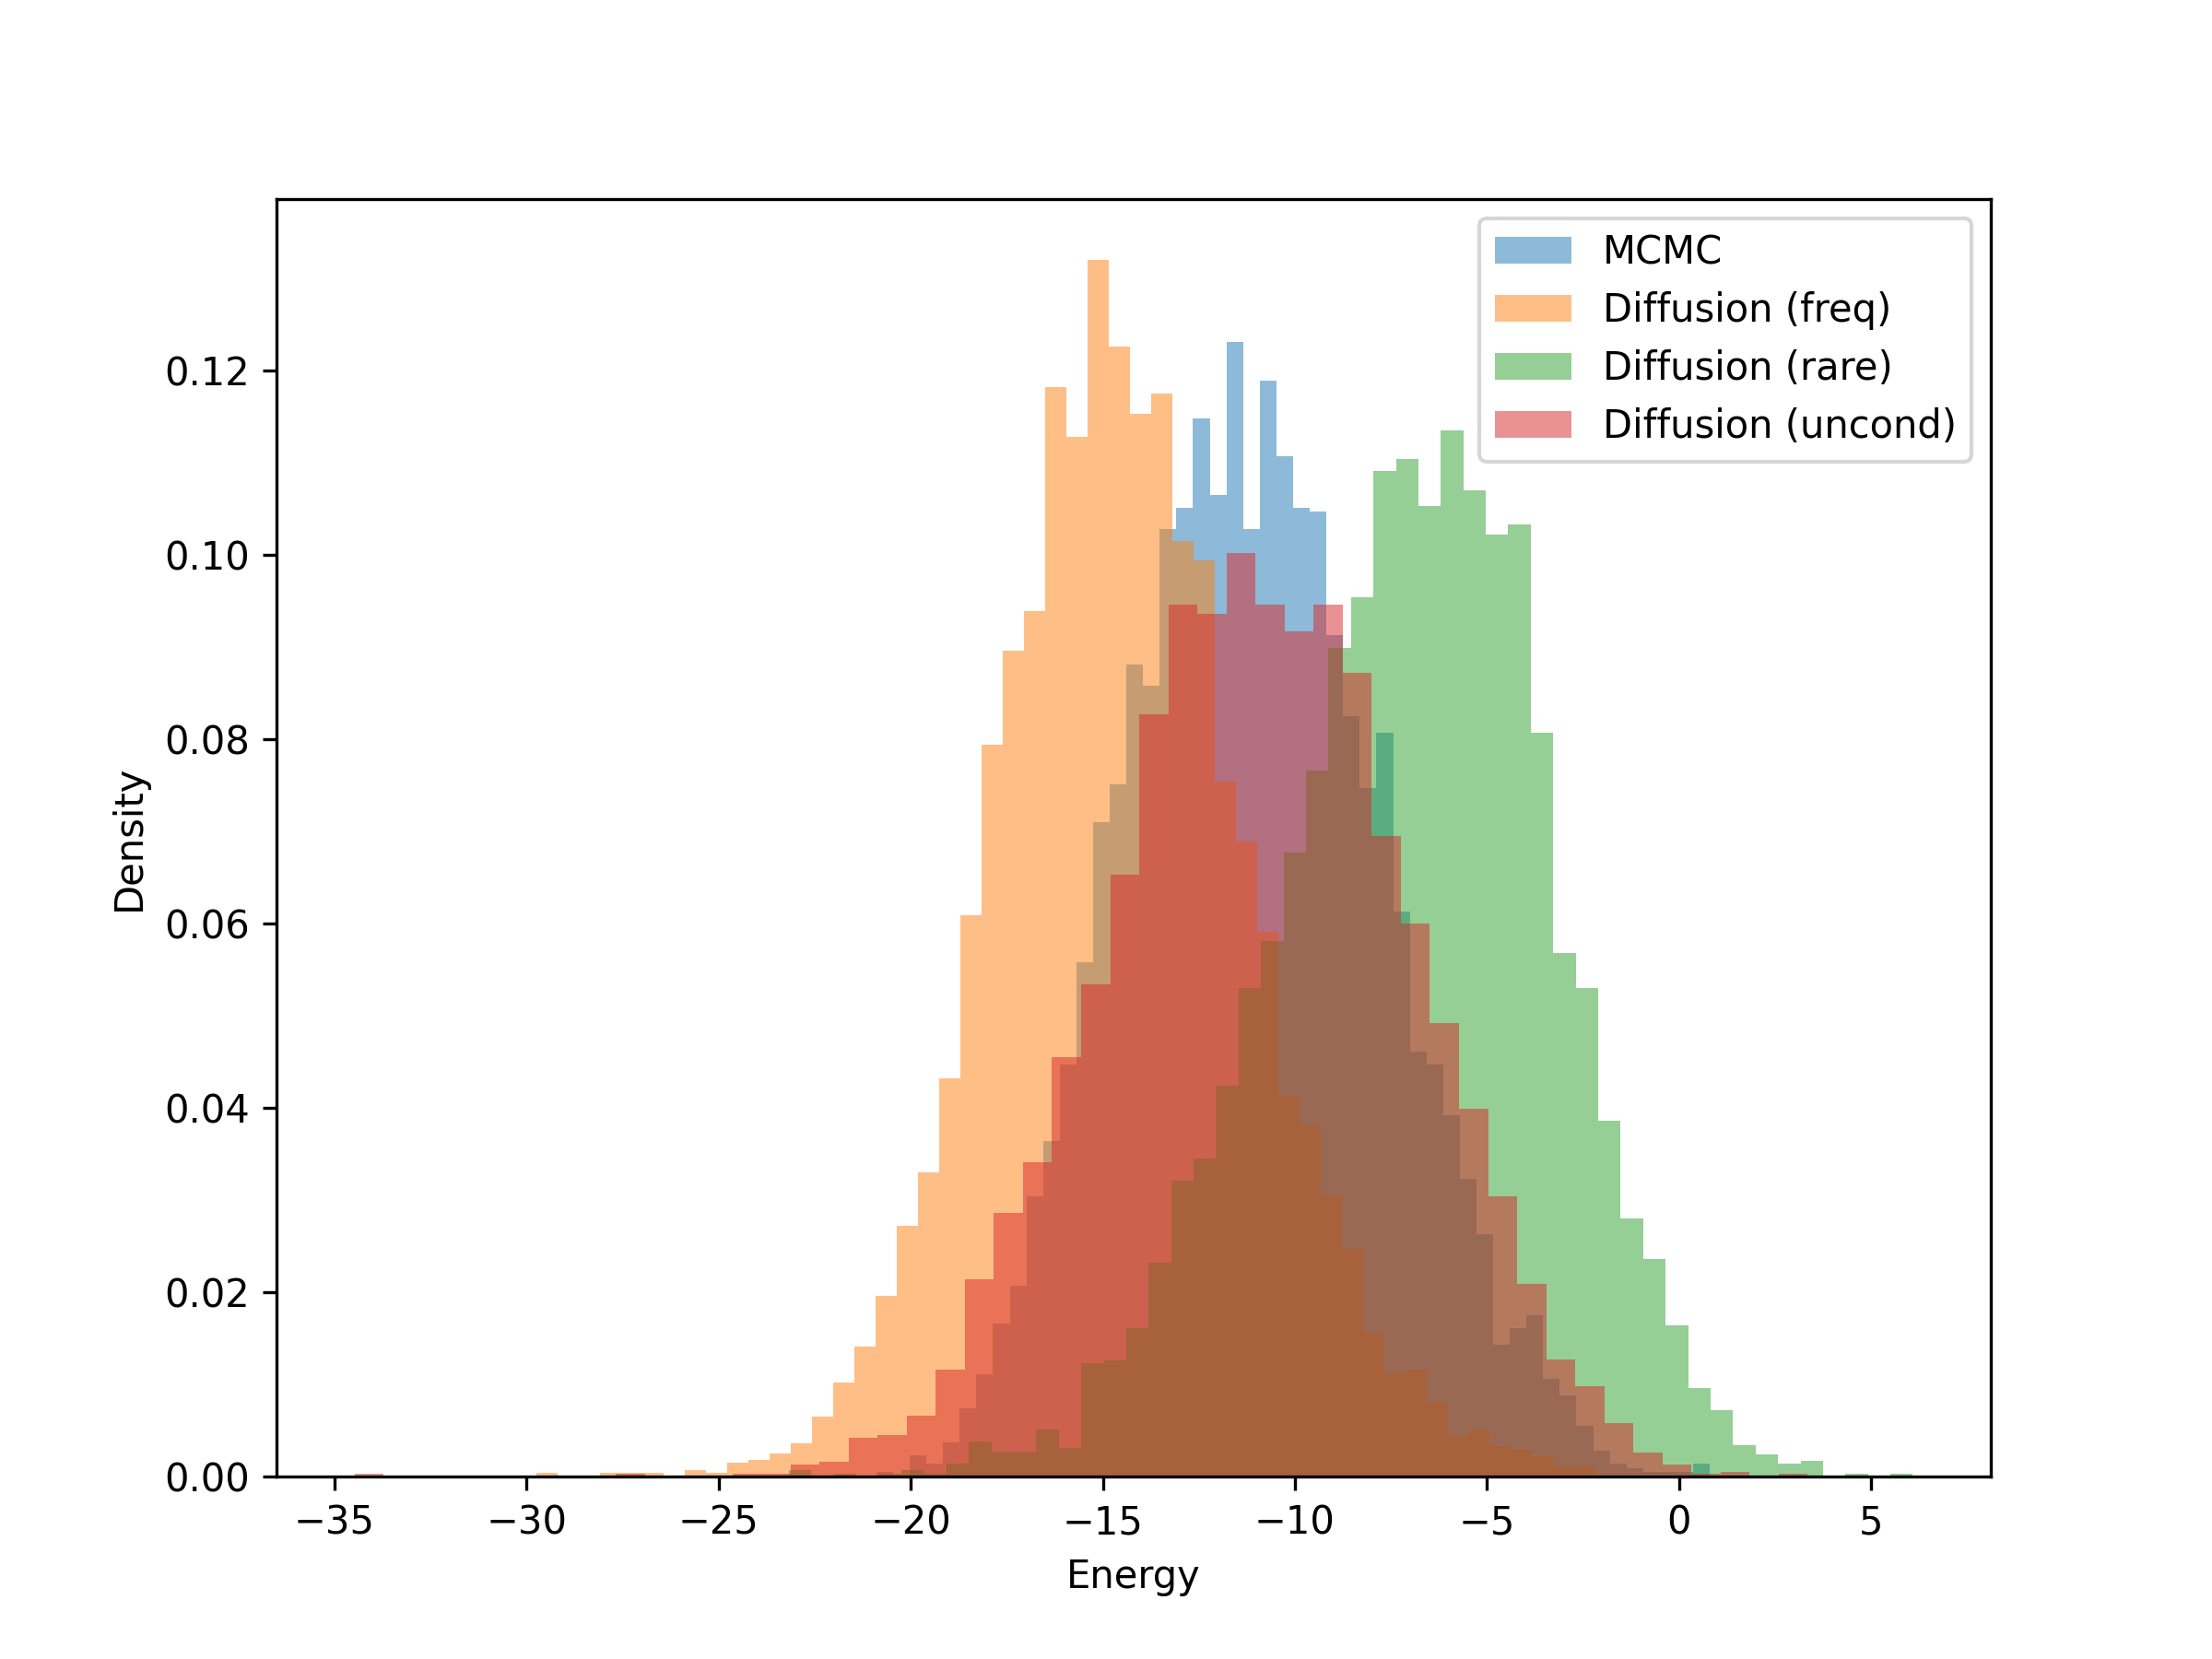 MCMC
Diffusion (freq)
Diffusion (rare)
Diffusion (uncond)
0.12
0.10
0.08
0.06
0.04
0.02
0.00
Density
−35 −30 −25 −20 −15 −10 −5 0 5
Energy